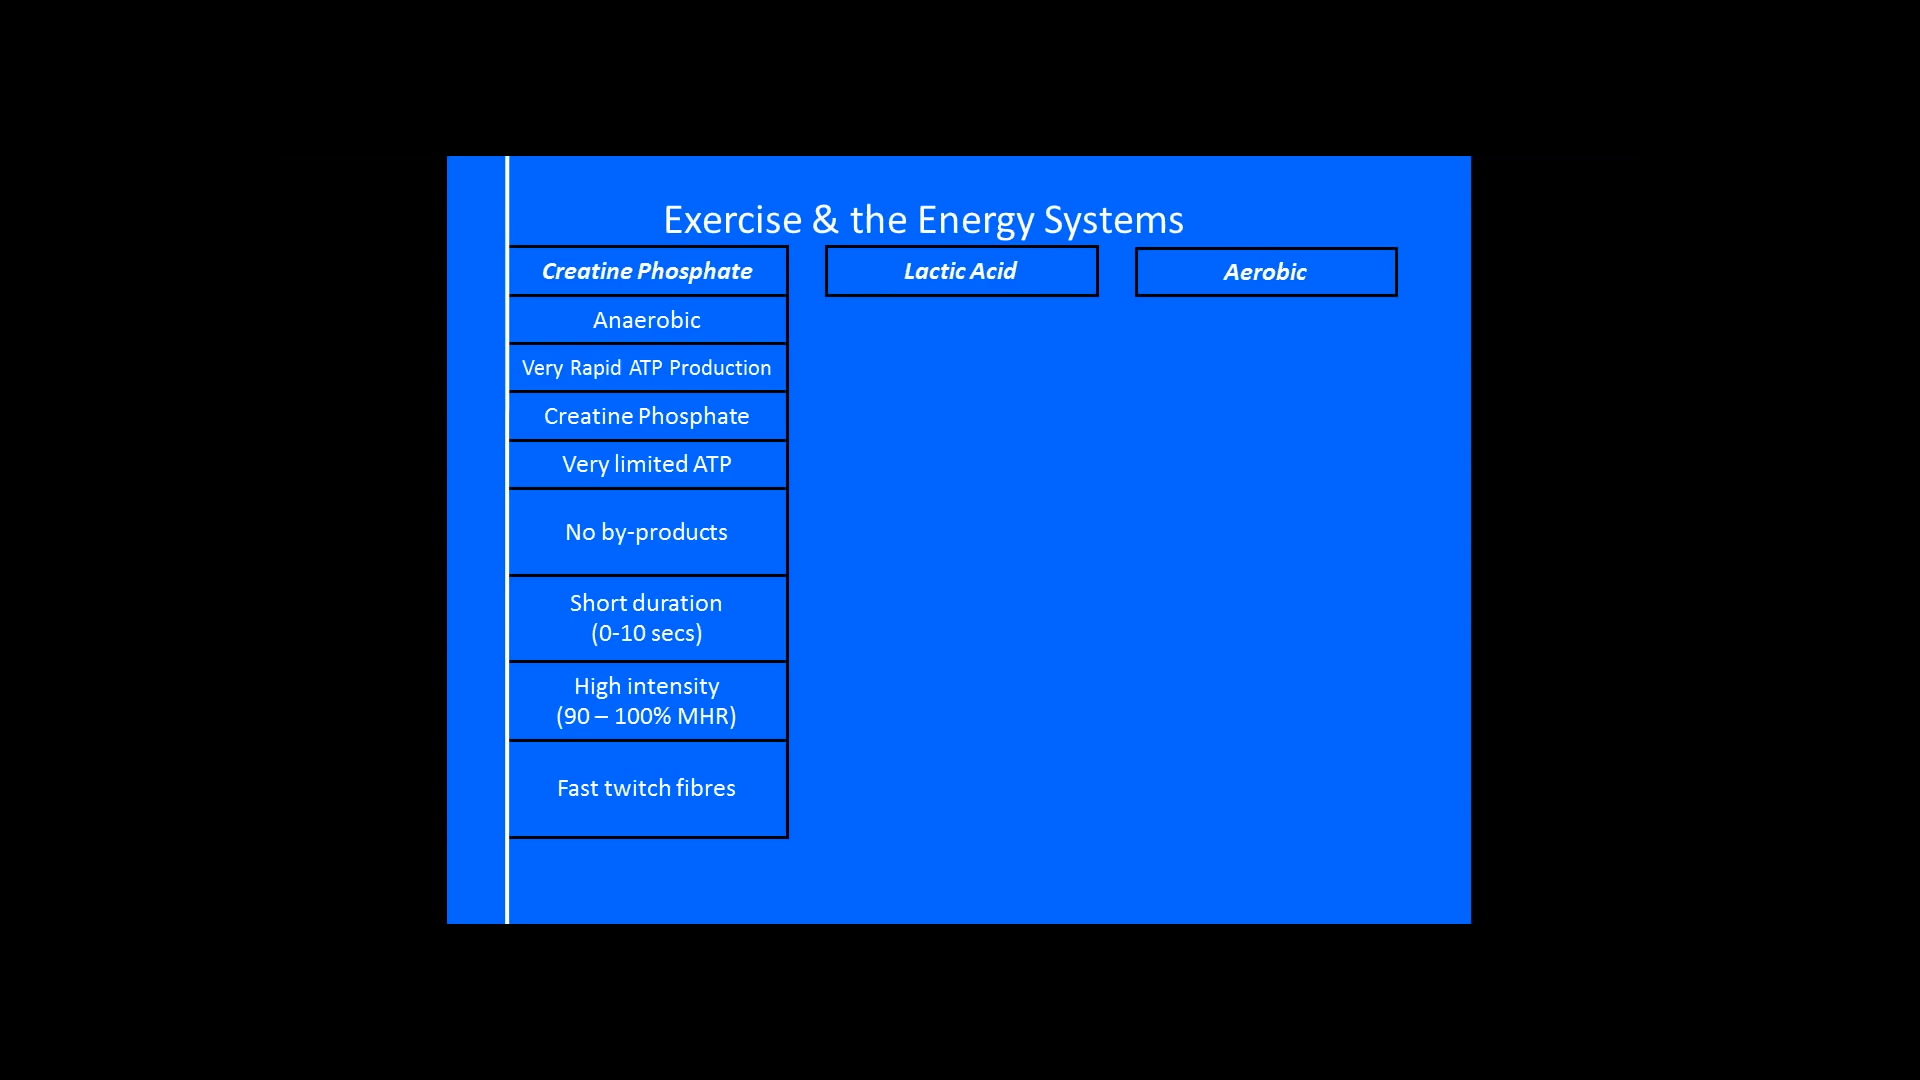 Exercise & the Energy Systems
Creatine Phosphate
Lactic Acid
Aerobic
Anaerobic
Very Rapid ATP Production
Creatine Phosphate
Very limited ATP
No by-products
Short duration
(0-10 secs)
High intensity
(90 – 100% MHR)
Fast twitch fibres